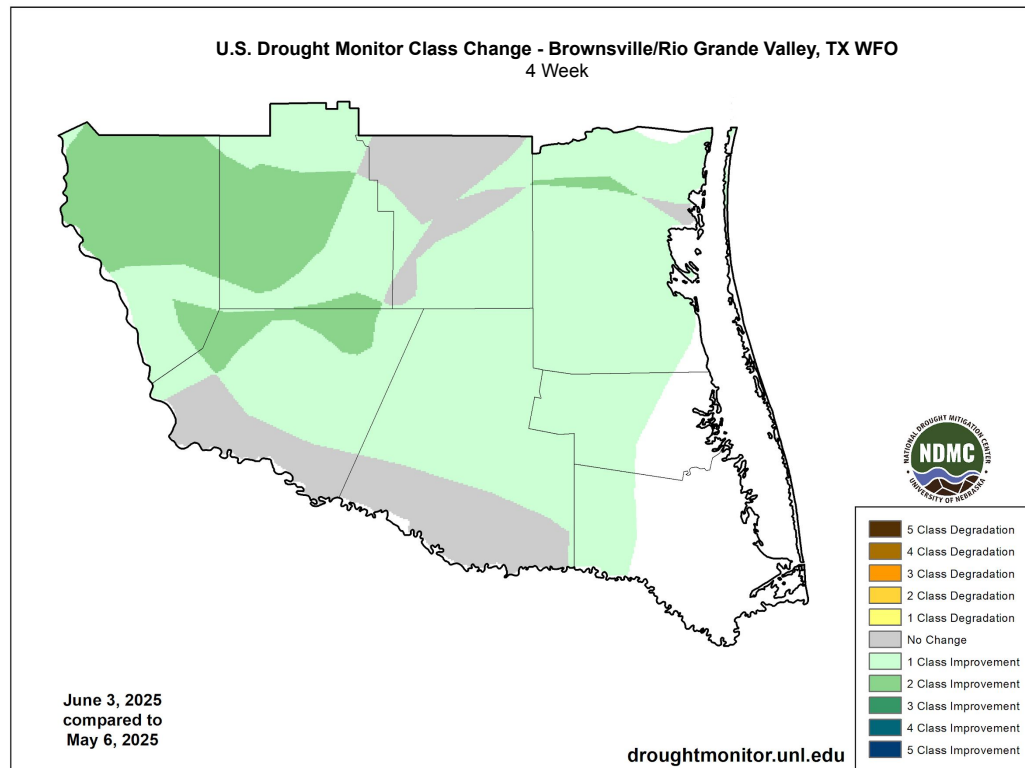 U.S. Drought Monitor Class Change - Brownsville/Rio Grande Valley, TX WFO
4 Week
NATIONAL DROUGHT MITIGATION CENTER
NDMC
UNIVERSITY OF NEBRASKA
5 Class Degradation
4 Class Degradation
3 Class Degradation
2 Class Degradation
1 Class Degradation
No Change
1 Class Improvement
2 Class Improvement
3 Class Improvement
4 Class Improvement
5 Class Improvement
June 3, 2025
compared to
May 6, 2025
droughtmonitor.unl.edu